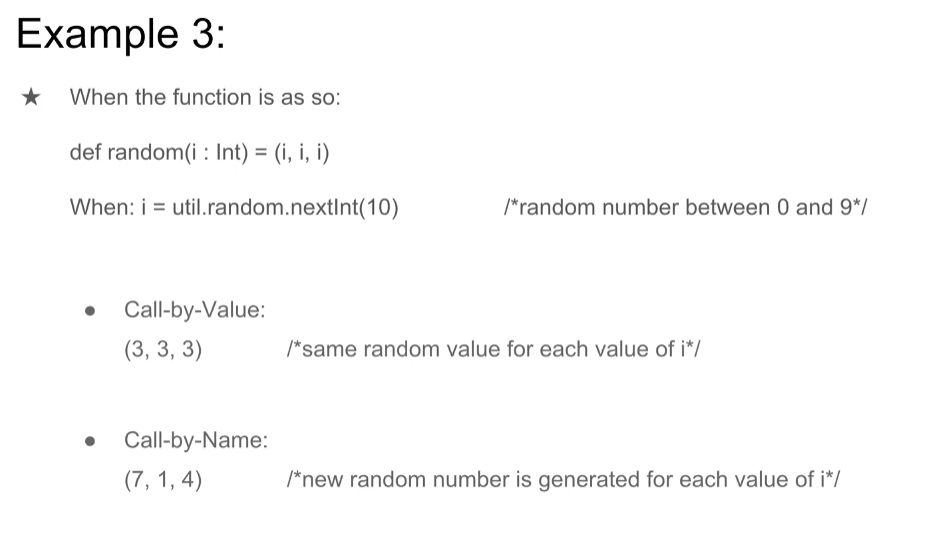 Example 3:
★ When the function is as so:
def random(i : Int) = (i, i, i)
When: i = util.random.nextInt(10) /*random number between 0 and 9*/
● Call-by-Value:
(3, 3, 3) /*same random value for each value of i*/
● Call-by-Name:
(7, 1, 4) /*new random number is generated for each value of i*/